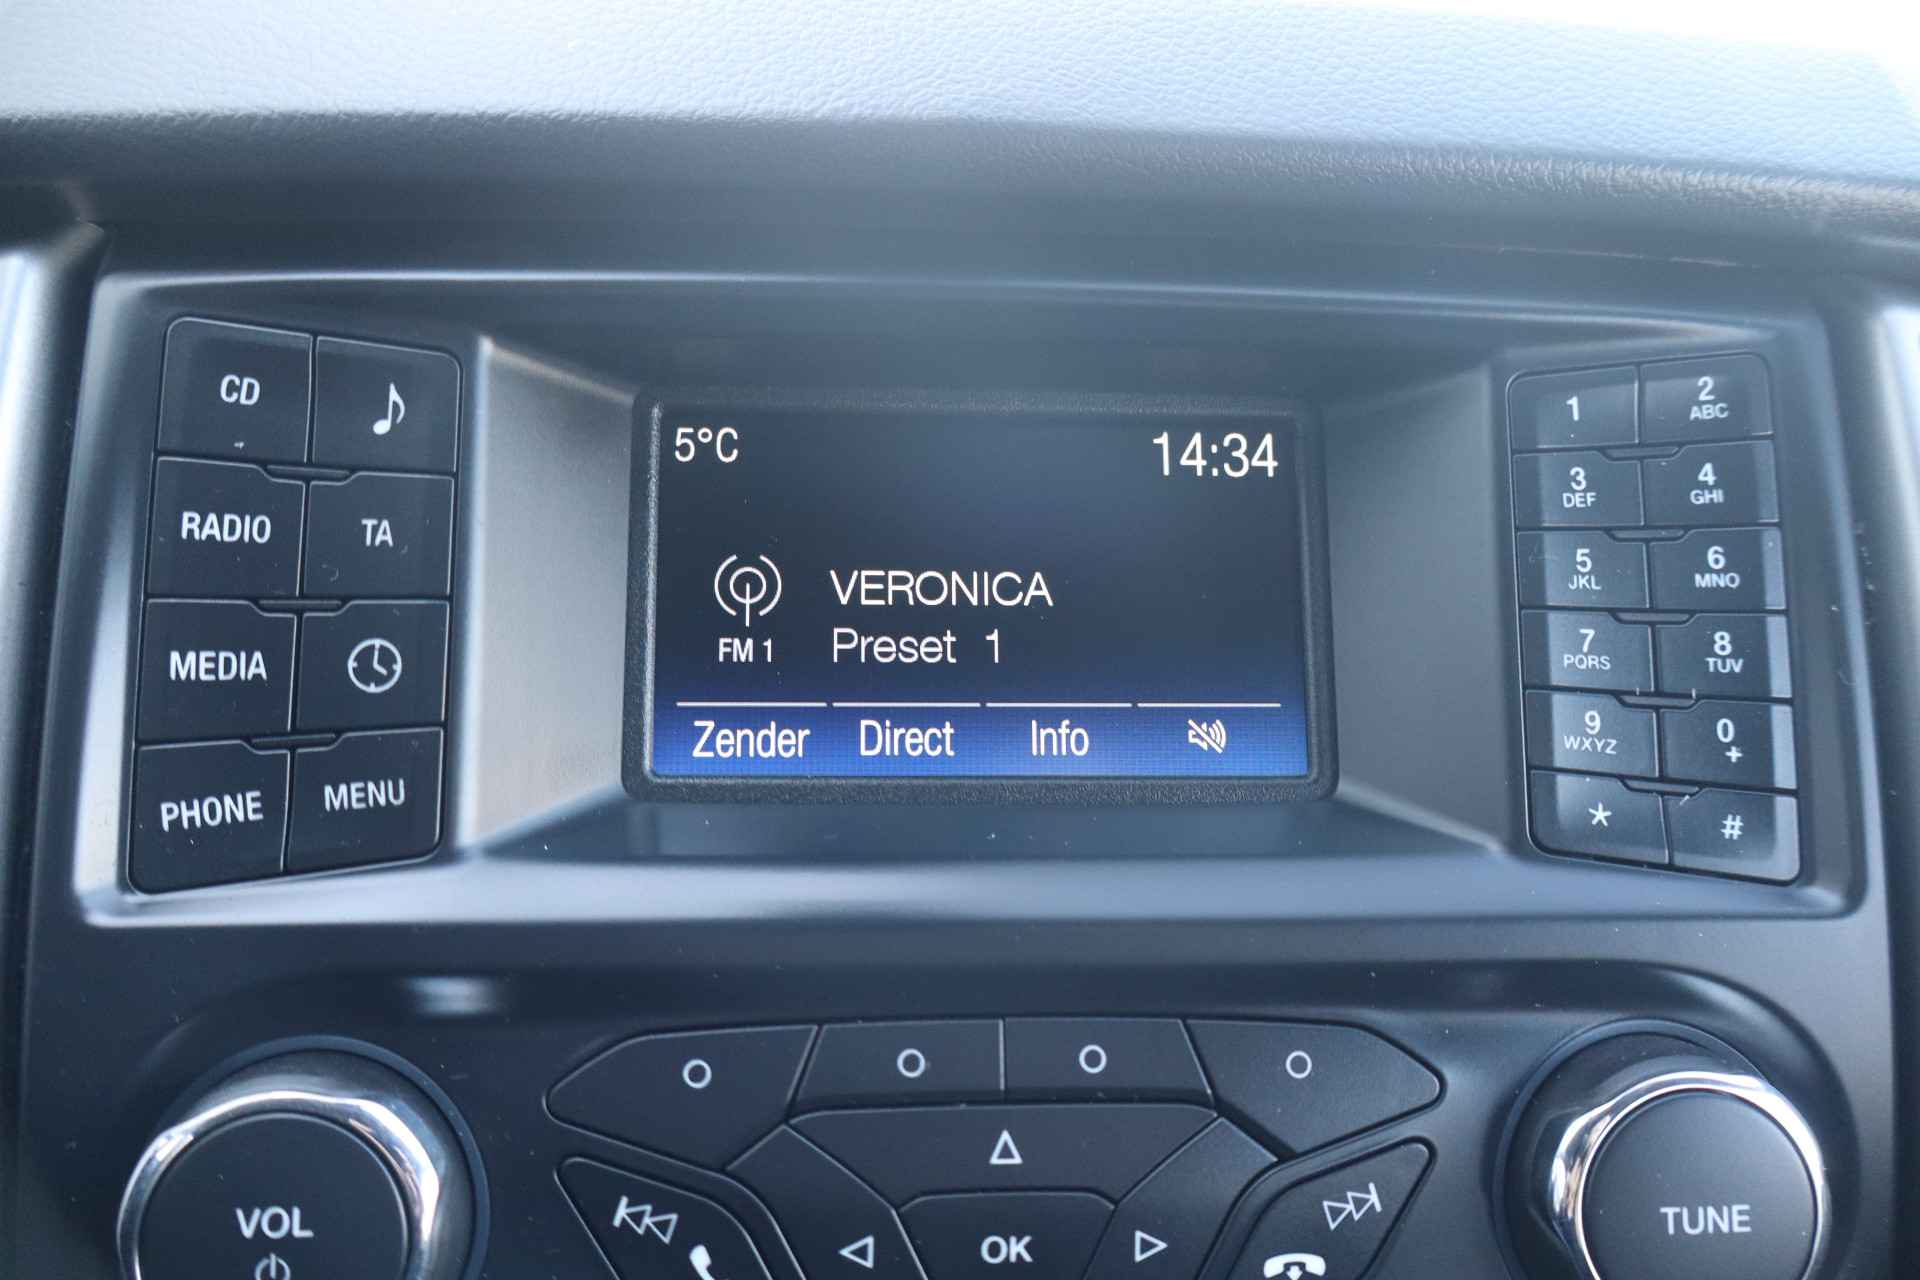 CD
RADIO
TA
MEDIA
PHONE
MENU
5°C
14:34
VERONICA
FM 1
Preset 1
Zender
Direct
Info
1
2
ABC
3
DEF
4
GHI
5
JKL
6
MNO
7
PQRS
8
TUV
9
WXYZ
0
+
*
#
VOL
OK
TUNE